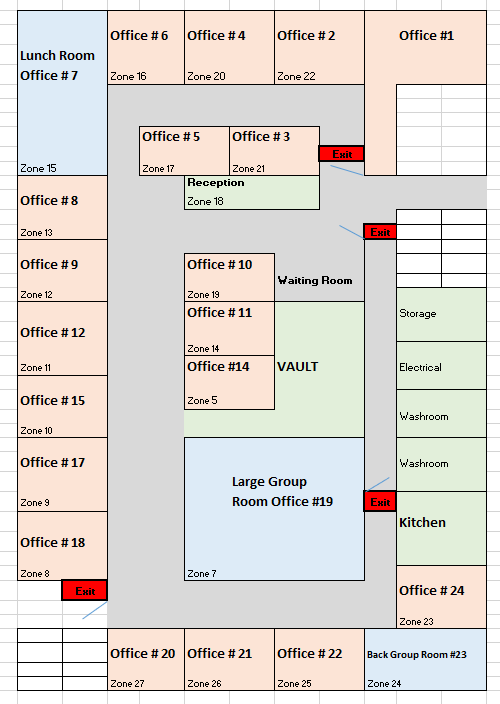 Office # 6
Office # 4
Office # 2
Office #1
Lunch Room
Office # 7
Zone 16
Zone 20
Zone 22
Office # 5
Office # 3
Exit
Zone 15
Zone 17
Zone 21
Reception
Zone 18
Office # 8
Zone 13
Exit
Office # 9
Zone 12
Office # 10
Zone 19
Waiting Room
Office # 11
Zone 14
Storage
Office # 12
Zone 11
Office #14
Zone 5
VAULT
Electrical
Office # 15
Zone 10
Washroom
Office # 17
Zone 9
Large Group
Room Office #19
Zone 7
Washroom
Exit
Kitchen
Office # 18
Zone 8
Exit
Office # 24
Zone 23
Office # 20
Zone 27
Office # 21
Zone 26
Office # 22
Zone 25
Back Group Room #23
Zone 24